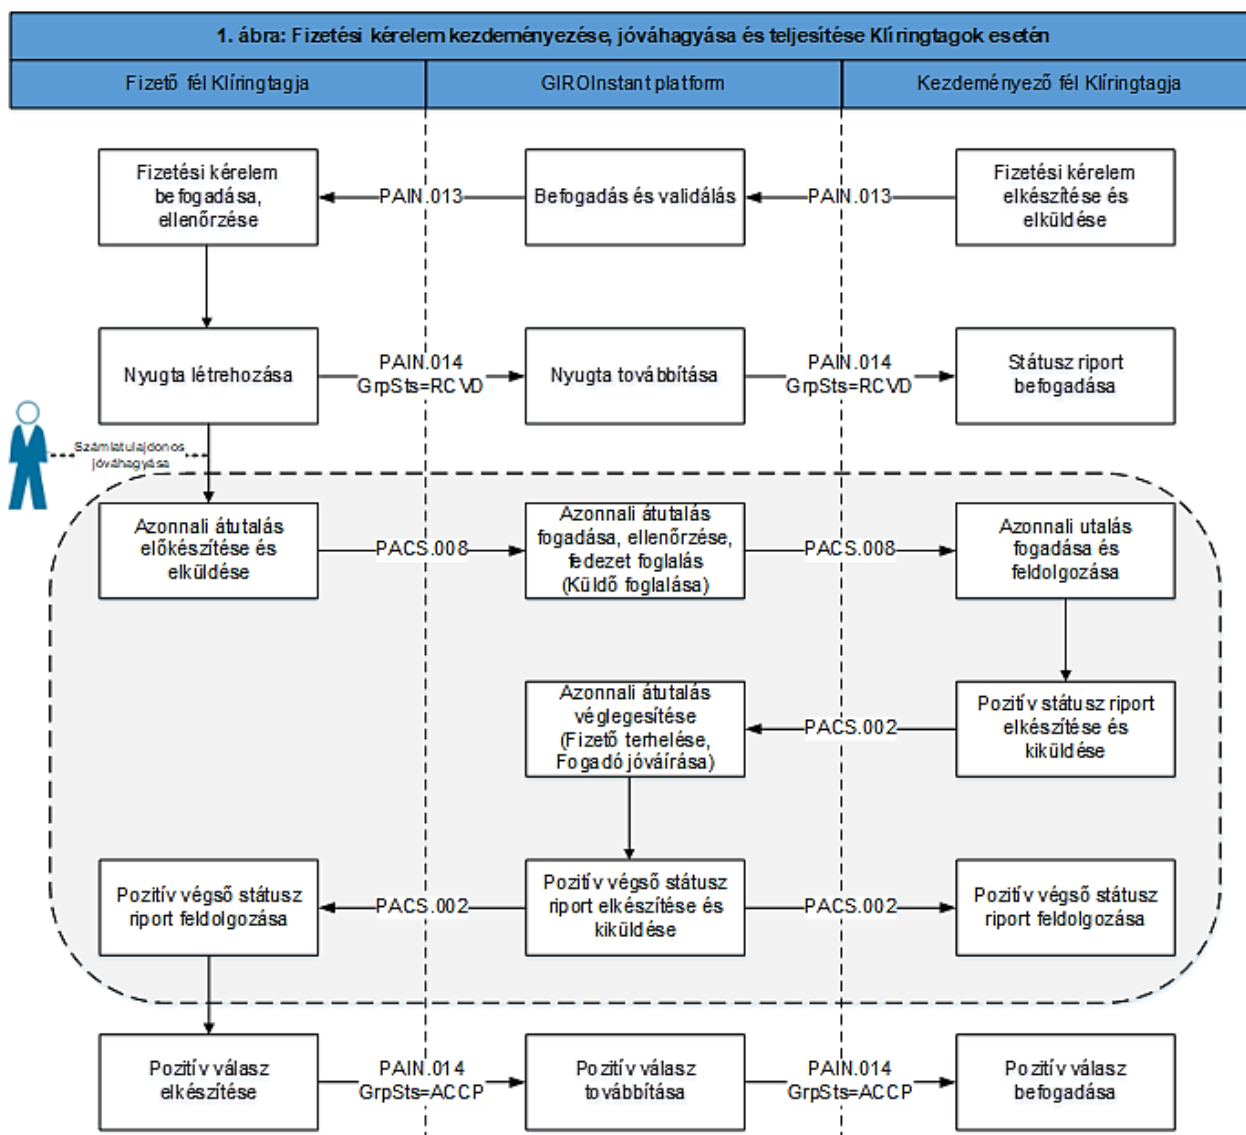 1. ábra: Fizetési kérelem kezdeményezése, jóváhagyása és teljesítése Klíringtagok esetén
Fizető fél Klíringtagja
GIROInstant platform
Kezdeményező fél Klíringtagja
Fizetési kérelem
befogadása,
ellenőrzése
PAIN.013
Befogadás és validálás
PAIN.013
Fizetési kérelem
elkészítése és
elküldése
Nyugta létrehozása
PAIN.014
GrpSts=RCVD
Nyugta továbbítása
PAIN.014
GrpSts=RCVD
Státusz riport
befogadása
Számlatulajdonos
jóváhagyása
Azonnali átutalás
előkészítése és
elküldése
PACS.008
Azonnali átutalás
fogadása, ellenőrzése,
fedezet foglalás
(Küldő foglalása)
PACS.008
Azonnali utalás
fogadása és
feldolgozása
Azonnali átutalás
véglegesítése
(Fizető terhelése,
Fogadó jóváírása)
PACS.002
Pozitív státusz riport
elkészítése és
kiküldése
Pozitív végső státusz
riport feldolgozása
PACS.002
Pozitív végső státusz
riport elkészítése és
kiküldése
PACS.002
Pozitív végső státusz
riport feldolgozása
Pozitív válasz
elkészítése
PAIN.014
GrpSts=ACCP
Pozitív válasz
továbbítása
PAIN.014
GrpSts=ACCP
Pozitív válasz
befogadása